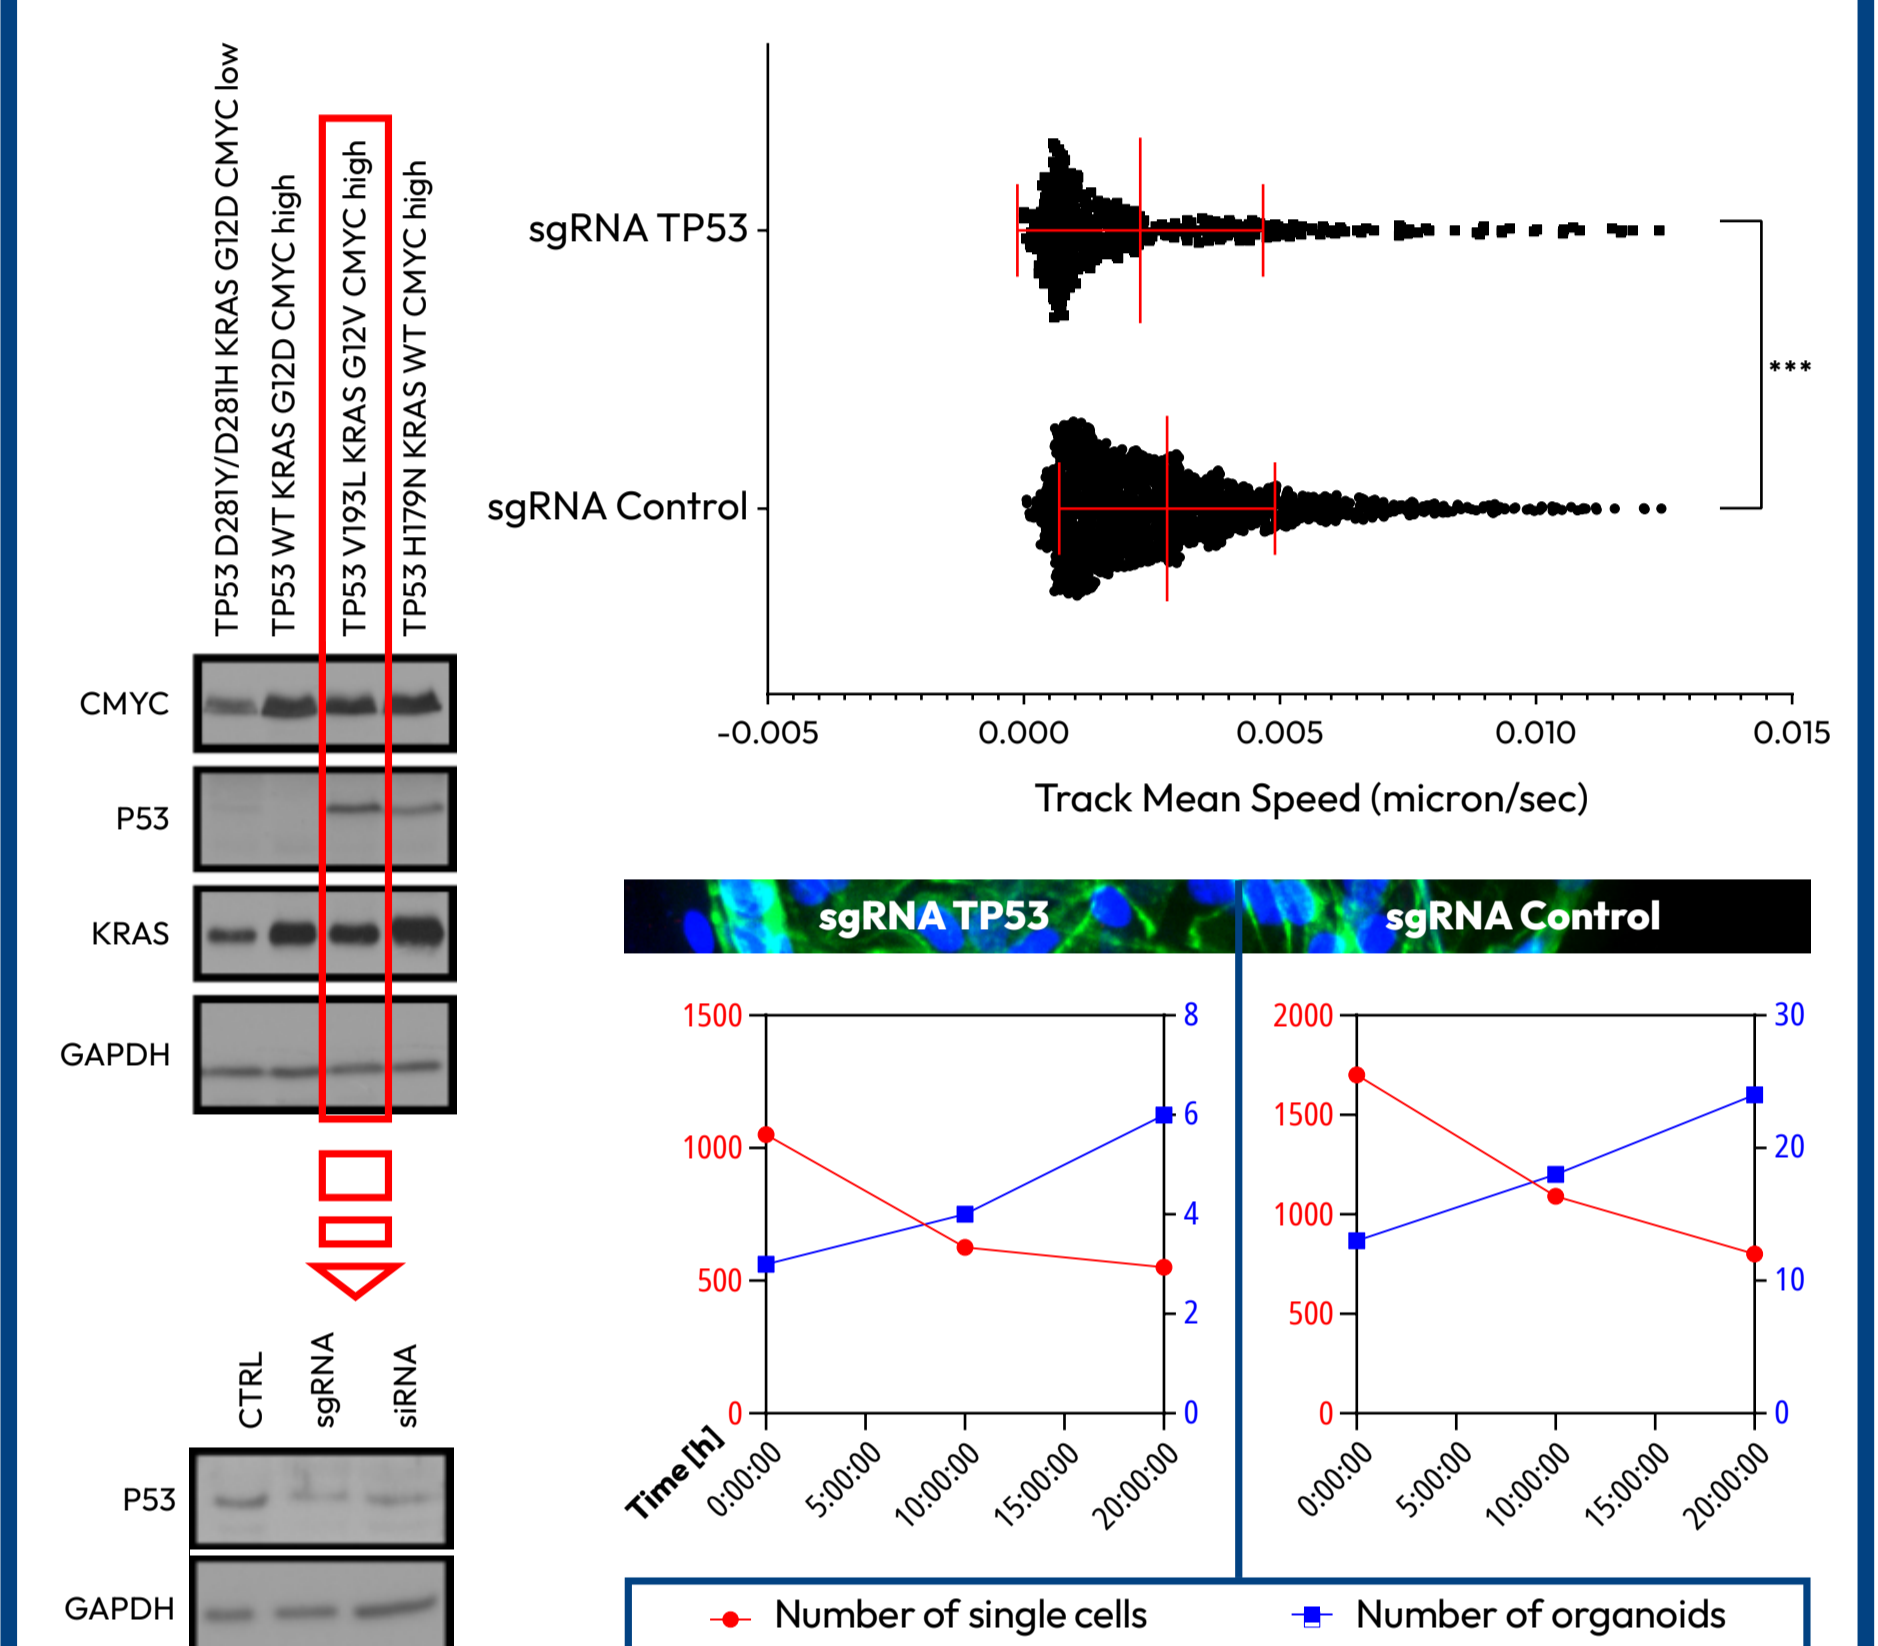 TP53 D281Y/D281H KRAS G12D CMYC low
TP53 WT KRAS G12D CMYC high
TP53 V193L KRAS G12V CMYC high
TP53 H179N KRAS WT CMYC high
CMYC
P53
KRAS
GAPDH
CTRL
sgRNA
siRNA
P53
GAPDH
sgRNA TP53
sgRNA Control
***
-0.005
0.000
0.005
0.010
0.015
Track Mean Speed (micron/sec)
sgRNA TP53
sgRNA Control
1500
1000
500
0
8
6
4
2
0
Time [h]
0:00:00
5:00:00
10:00:00
15:00:00
20:00:00
2000
1500
1000
500
0
30
20
10
0
0:00:00
5:00:00
10:00:00
15:00:00
20:00:00
Number of single cells
Number of organoids